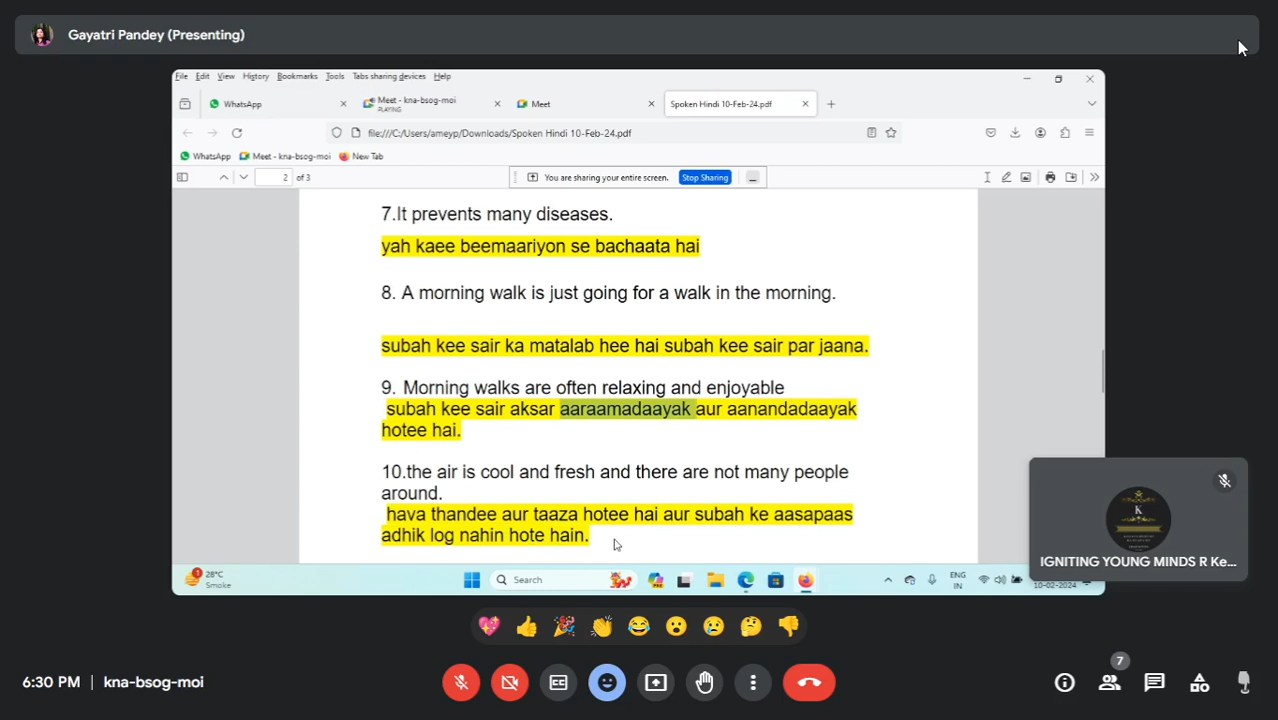 Gayatri Pandey (Presenting)
File Edit View History Bookmarks Tools Tabs sharing devices Help
WhatsApp
Meet - kna-bsog-moi
PLAYING
Meet
Spoken Hindi 10-Feb-24.pdf
file:///C:/Users/ameyp/Downloads/Spoken Hindi 10-Feb-24.pdf
WhatsApp Meet - kna-bsog-moi New Tab
2 of 3
You are sharing your entire screen. Stop Sharing
7.It prevents many diseases.
yah kaee beemaariyon se bachaata hai
8. A morning walk is just going for a walk in the morning.
subah kee sair ka matalab hee hai subah kee sair par jaana.
9. Morning walks are often relaxing and enjoyable
subah kee sair aksar aaraamadaayak aur aanandadaayak
hotee hai.
10.the air is cool and fresh and there are not many people
around.
hava thandee aur taaza hotee hai aur subah ke aasapaas
adhik log nahin hote hain.
K
IGNITING YOUNG MINDS R Ke...
1
28°C
Smoke
Search
ENG
IN
10-02-2024
6:30 PM | kna-bsog-moi
CC
7